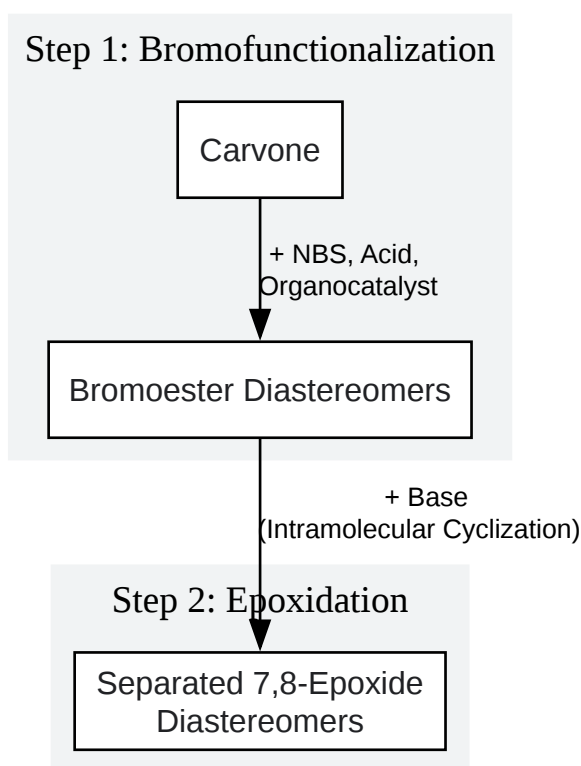 Step 1: Bromofunctionalization
Carvone
+ NBS, Acid,
Organocatalyst
Bromoester Diastereomers
+ Base
(Intramolecular Cyclization)
Step 2: Epoxidation
Separated 7,8-Epoxide
Diastereomers